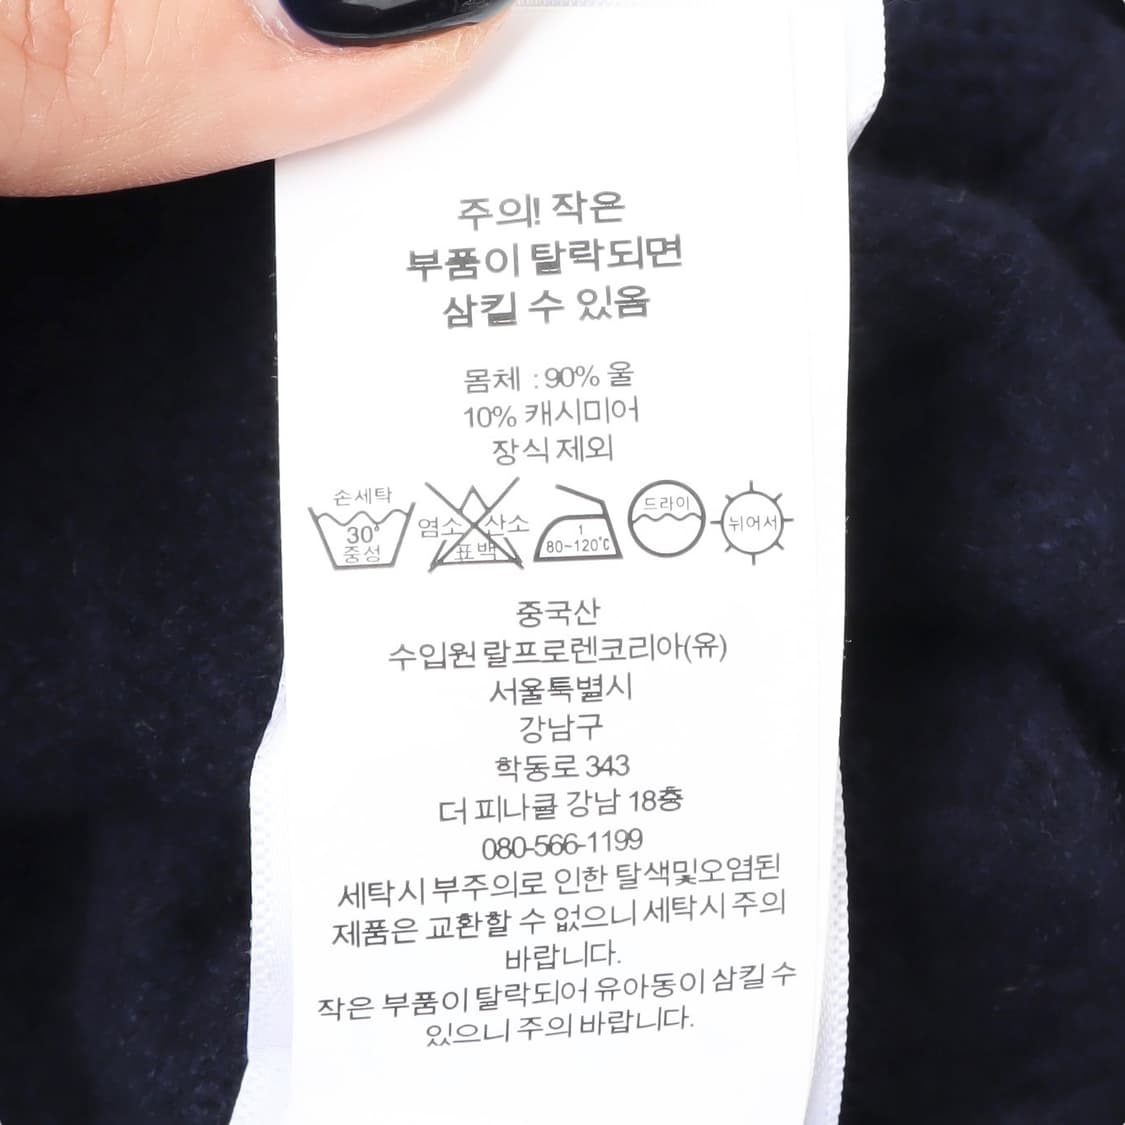 주의! 작은
부품이 탈락되면
삼킬 수 있옴
몸체 : 90% 울
10% 캐시미어
장식 제외
손세탁
30°
중성
염소 산소
표백
1
80~120℃
드라이
뉘어서
중국산
수입원 랄프로렌코리아(유)
서울특별시
강남구
학동로 343
더 피나클 강남 18층
080-566-1199
세탁시 부주의로 인한 탈색및오염된
제품은 교환할 수 없으니 세탁시 주의
바랍니다.
작은 부품이 탈락되어 유아동이 삼킬 수
있으니 주의 바랍니다.